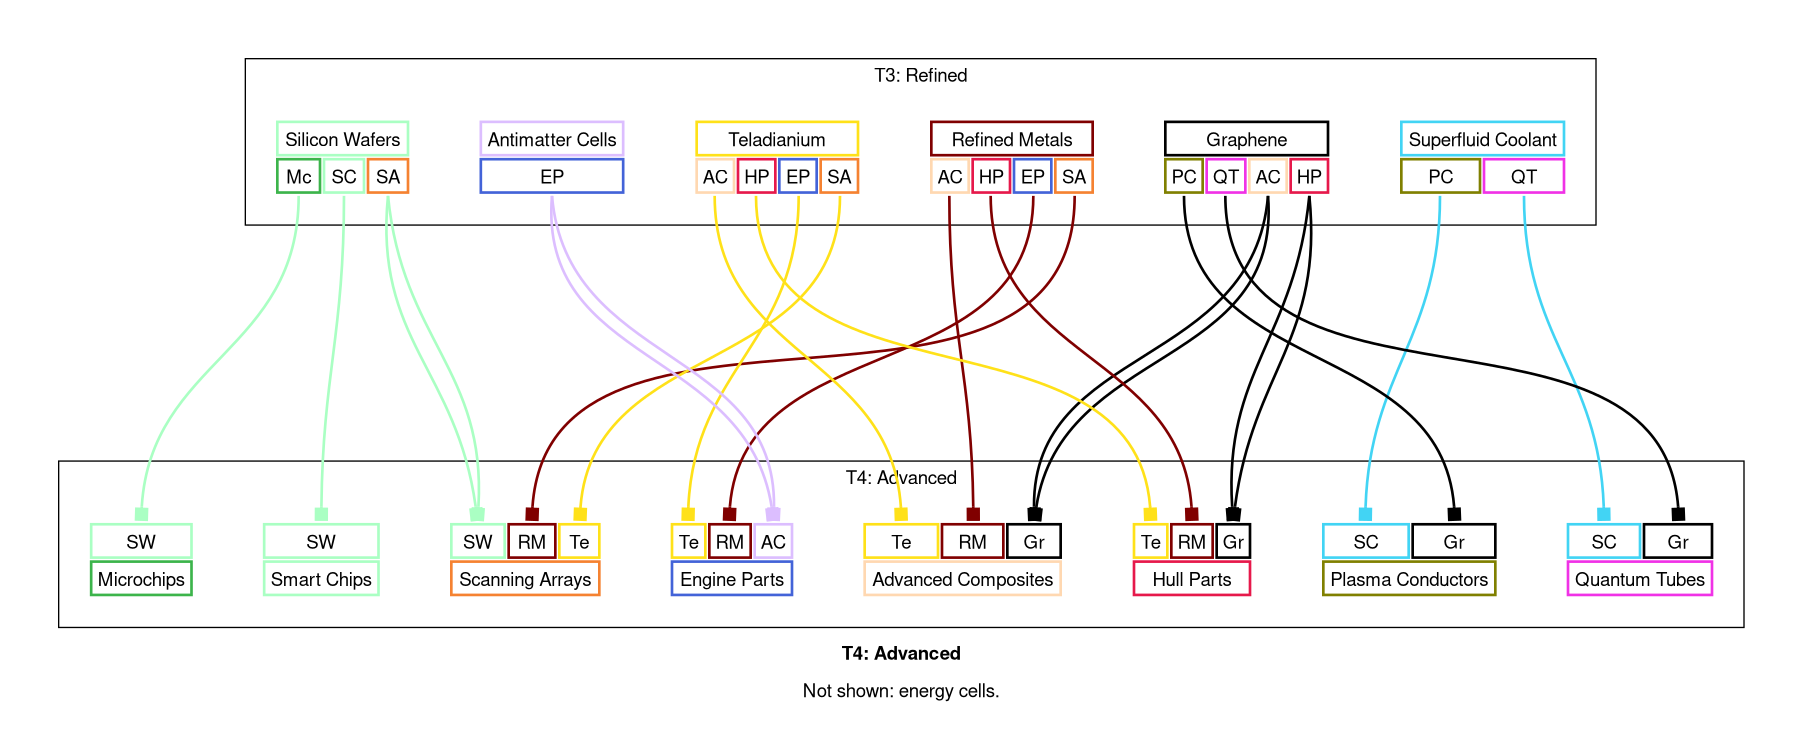 T3: Refined
Silicon Wafers Antimatter Cells Teladianium Refined Metals Graphene Superfluid Coolant
Mc SC SA EP AC HP EP SA AC HP EP SA PC QT AC HP PC QT
T4: Advanced
SW SW SW RM Te Te RM AC Te RM Gr Te RM Gr SC Gr SC Gr
Microchips Smart Chips Scanning Arrays Engine Parts Advanced Composites Hull Parts Plasma Conductors Quantum Tubes
T4: Advanced
Not shown: energy cells.